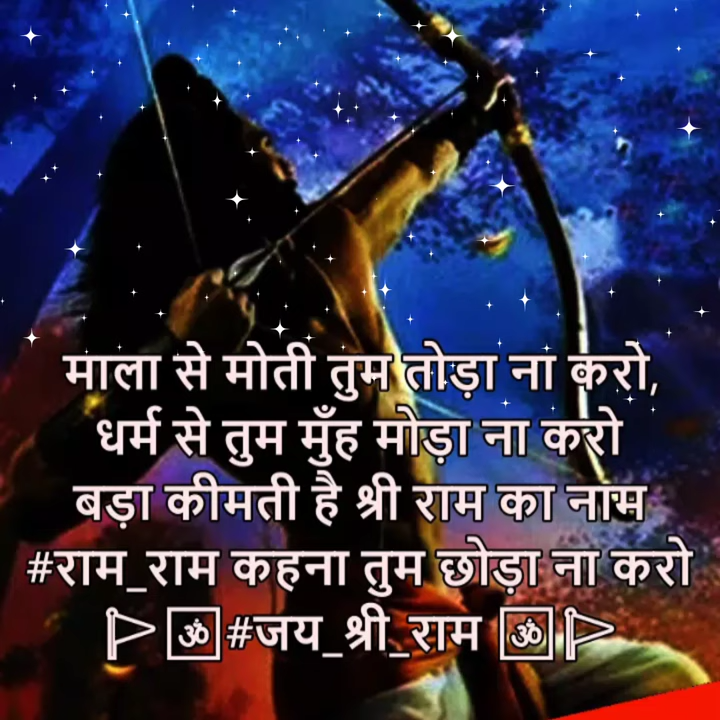 माला से मोती तुम तोड़ा ना करो,
धर्म से तुम मुँह मोड़ा ना करो
बड़ा कीमती है श्री राम का नाम
#राम_राम कहना तुम छोड़ा ना करो
ॐ #जय_श्री_राम ॐ